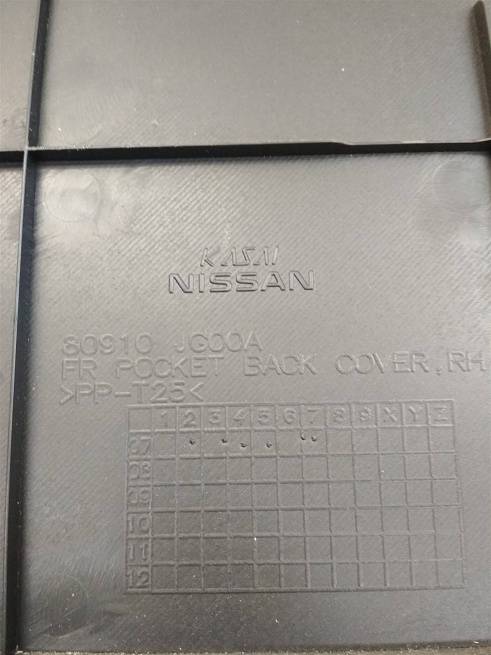 KASAI
NISSAN
80910 JG00A
FR POCKET BACK COVER, RH
>PP-T25<
1 2 3 4 5 6 7 8 9 X Y Z
07
08
09
10
11
12